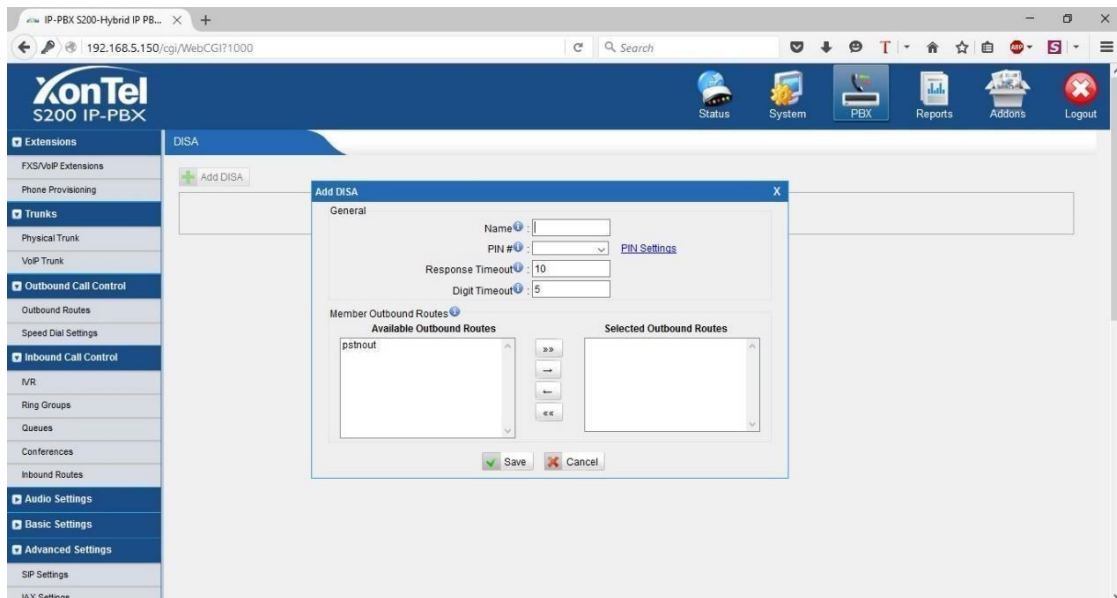 IP-PBX S200-Hybrid IP PB...
192.168.5.150/cgi/WebCGI?1000
Search
ABP
XonTel
S200 IP-PBX
Status
System
PBX
Reports
Addons
Logout
Extensions
FXS/VoIP Extensions
Phone Provisioning
Trunks
Physical Trunk
VoIP Trunk
Outbound Call Control
Outbound Routes
Speed Dial Settings
Inbound Call Control
IVR
Ring Groups
Queues
Conferences
Inbound Routes
Audio Settings
Basic Settings
Advanced Settings
SIP Settings
IAX Settings
DISA
Add DISA
Add DISA X
General
Name :
PIN # : PIN Settings
Response Timeout : 10
Digit Timeout : 5
Member Outbound Routes
Available Outbound Routes Selected Outbound Routes
pstnout
Save Cancel